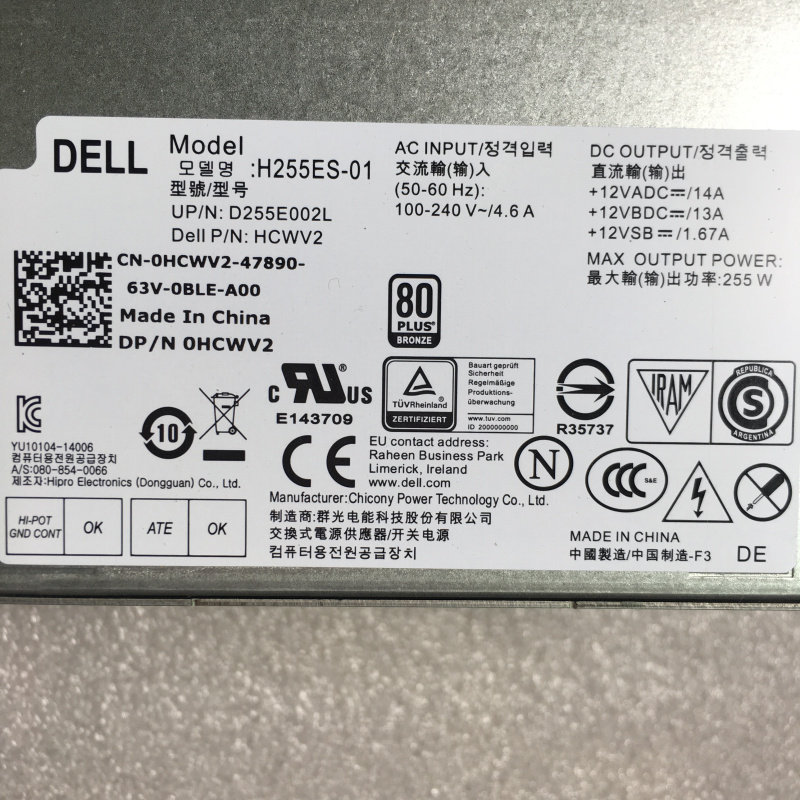 DELL
Model
모델명 :H255ES-01
型號/型号
UP/N: D255E002L
Dell P/N: HCWV2
AC INPUT/정격입력
交流輸(输)入
(50-60 Hz):
100-240 V~/4.6 A
DC OUTPUT/정격출력
直流輸(输)出
+12VADC⎓/14A
+12VBDC⎓/13A
+12VSB⎓/1.67A
MAX OUTPUT POWER:
最大輸(输)出功率:255 W
CN-0HCWV2-47890-
63V-0BLE-A00
Made In China
DP/N 0HCWV2
80
PLUS®
BRONZE
YU10104-14006
컴퓨터용전원공급장치
A/S:080-854-0066
제조자:Hipro Electronics (Dongguan) Co., Ltd.
10
c RU® US
E143709
TÜVRheinland
ZERTIFIZIERT
Bauart geprüft
Sicherheit
Regelmäßige
Produktions-
überwachung
www.tuv.com
ID 2000000000
R35737
IRAM
REPUBLICA
S
ARGENTINA
CE
EU contact address:
Raheen Business Park
Limerick, Ireland
www.dell.com
N
CCC S&E
HI-POT
GND CONT
OK
ATE
OK
Manufacturer:Chicony Power Technology Co., Ltd.
制造商:群光电能科技股份有限公司
交換式電源供應器/开关电源
컴퓨터용전원공급장치
MADE IN CHINA
中國製造/中国制造-F3
DE